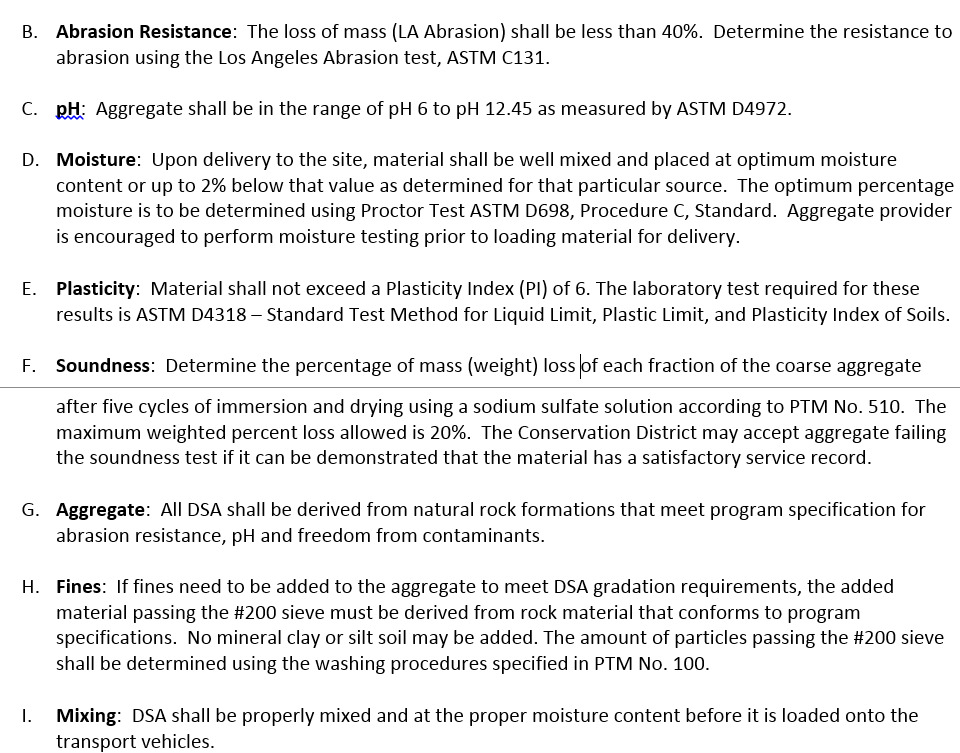 B. Abrasion Resistance: The loss of mass (LA Abrasion) shall be less than 40%. Determine the resistance to
abrasion using the Los Angeles Abrasion test, ASTM C131.
C. pH: Aggregate shall be in the range of pH 6 to pH 12.45 as measured by ASTM D4972.
D. Moisture: Upon delivery to the site, material shall be well mixed and placed at optimum moisture
content or up to 2% below that value as determined for that particular source. The optimum percentage
moisture is to be determined using Proctor Test ASTM D698, Procedure C, Standard. Aggregate provider
is encouraged to perform moisture testing prior to loading material for delivery.
E. Plasticity: Material shall not exceed a Plasticity Index (PI) of 6. The laboratory test required for these
results is ASTM D4318 – Standard Test Method for Liquid Limit, Plastic Limit, and Plasticity Index of Soils.
F. Soundness: Determine the percentage of mass (weight) loss of each fraction of the coarse aggregate
after five cycles of immersion and drying using a sodium sulfate solution according to PTM No. 510. The
maximum weighted percent loss allowed is 20%. The Conservation District may accept aggregate failing
the soundness test if it can be demonstrated that the material has a satisfactory service record.
G. Aggregate: All DSA shall be derived from natural rock formations that meet program specification for
abrasion resistance, pH and freedom from contaminants.
H. Fines: If fines need to be added to the aggregate to meet DSA gradation requirements, the added
material passing the #200 sieve must be derived from rock material that conforms to program
specifications. No mineral clay or silt soil may be added. The amount of particles passing the #200 sieve
shall be determined using the washing procedures specified in PTM No. 100.
I. Mixing: DSA shall be properly mixed and at the proper moisture content before it is loaded onto the
transport vehicles.